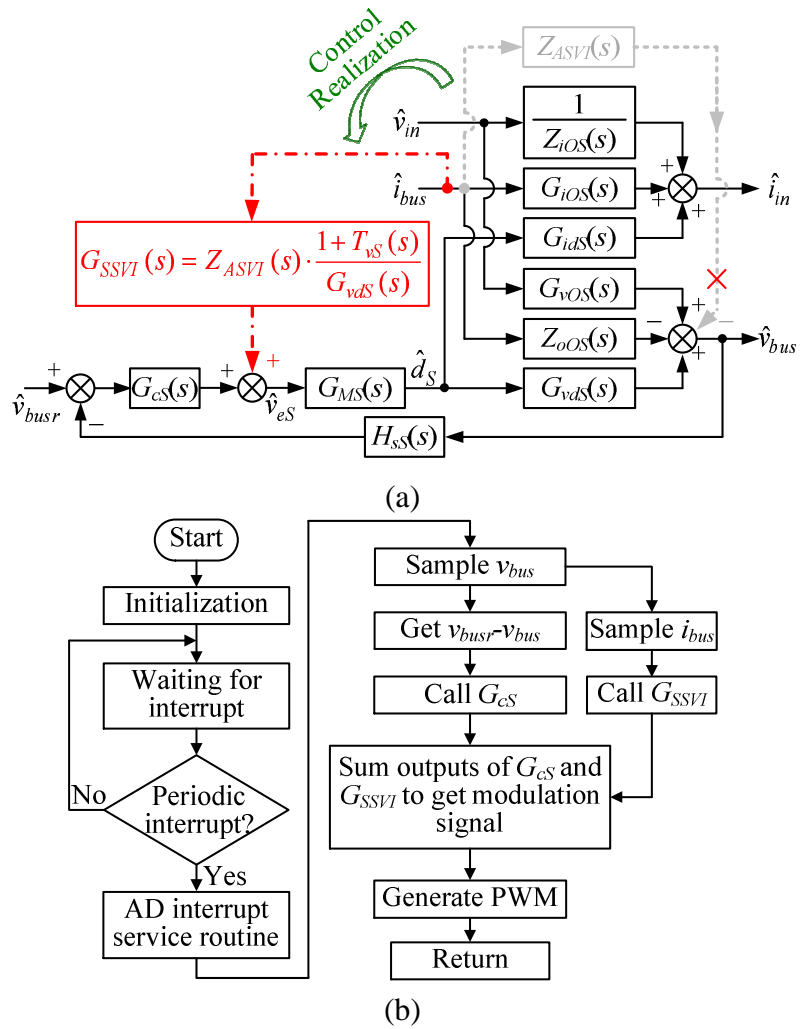 Control
Realization
Z_ASVI(s)
v̂_in
1
Z_iOS(s)
+
î_bus
G_iOS(s)
+
+
î_in
G_idS(s)
G_SSVI(s) = Z_ASVI(s) · 1 + T_vS(s) / G_vdS(s)
G_vOS(s)
+
−
Z_oOS(s)
−
+
v̂_bus
+
v̂_busr
−
G_cS(s)
+
+
v̂_eS
G_MS(s)
d̂_S
G_vdS(s)
H_sS(s)
(a)
Start
Initialization
Waiting for
interrupt
No
Periodic
interrupt?
Yes
AD interrupt
service routine
Sample v_bus
Get v_busr-v_bus
Sample i_bus
Call G_cS
Call G_SSVI
Sum outputs of G_cS and
G_SSVI to get modulation
signal
Generate PWM
Return
(b)